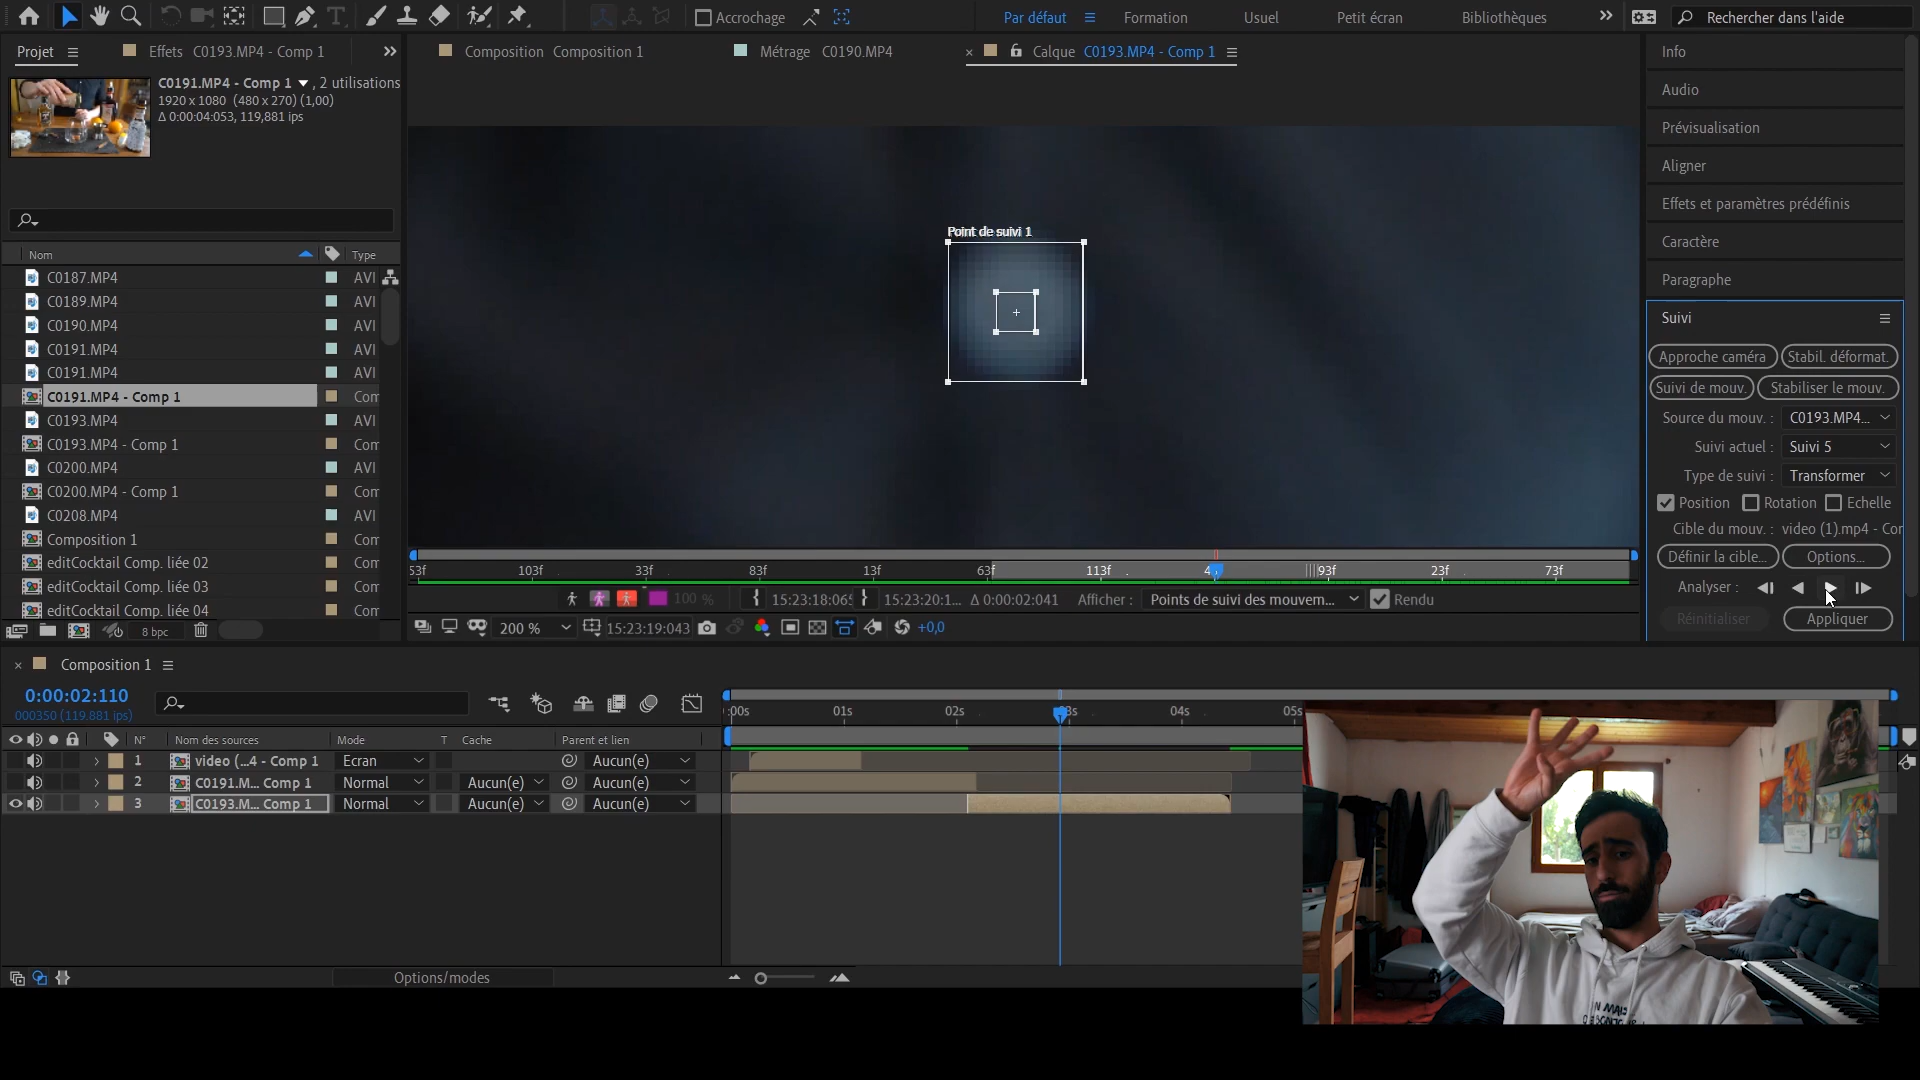 Accrochage
Par défaut
Formation
Usuel
Petit écran
Bibliothèques
Rechercher dans l'aide
Projet
Effets C0193.MP4 - Comp 1
Composition Composition 1
Métrage C0190.MP4
Calque C0193.MP4 - Comp 1
C0191.MP4 - Comp 1 , 2 utilisations
1920 x 1080 (480 x 270) (1,00)
Δ 0:00:04:053, 119,881 ips
Nom
Type
C0187.MP4 AVI
C0189.MP4 AVI
C0190.MP4 AVI
C0191.MP4 AVI
C0191.MP4 AVI
C0191.MP4 - Comp 1 Com
C0193.MP4 AVI
C0193.MP4 - Comp 1 Com
C0200.MP4 AVI
C0200.MP4 - Comp 1 Com
C0208.MP4 AVI
Composition 1 Com
editCocktail Comp. liée 02 Com
editCocktail Comp. liée 03 Com
editCocktail Comp. liée 04 Com
8 bpc
Point de suivi 1
53f 103f 33f 83f 13f 63f 113f 93f 23f 73f
100 %
15:23:18:06
15:23:20:1...
Δ 0:00:02:041
Afficher :
Points de suivi des mouvem...
Rendu
200 %
15:23:19:043
+0,0
Info
Audio
Prévisualisation
Aligner
Effets et paramètres prédéfinis
Caractère
Paragraphe
Suivi
Approche caméra
Stabil. déformat.
Suivi de mouv.
Stabiliser le mouv.
Source du mouv. : C0193.MP4...
Suivi actuel : Suivi 5
Type de suivi : Transformer
Position
Rotation
Echelle
Cible du mouv. : video (1).mp4 - Cor
Définir la cible...
Options...
Analyser :
Réinitialiser
Appliquer
Composition 1
0:00:02:110
000350 (119.881 ips)
:00s 01s 02s 3s 04s 05s
N° Nom des sources Mode T Cache Parent et lien
1 video (...4 - Comp 1 Ecran Aucun(e)
2 C0191.M... Comp 1 Normal Aucun(e) Aucun(e)
3 C0193.M... Comp 1 Normal Aucun(e) Aucun(e)
Options/modes